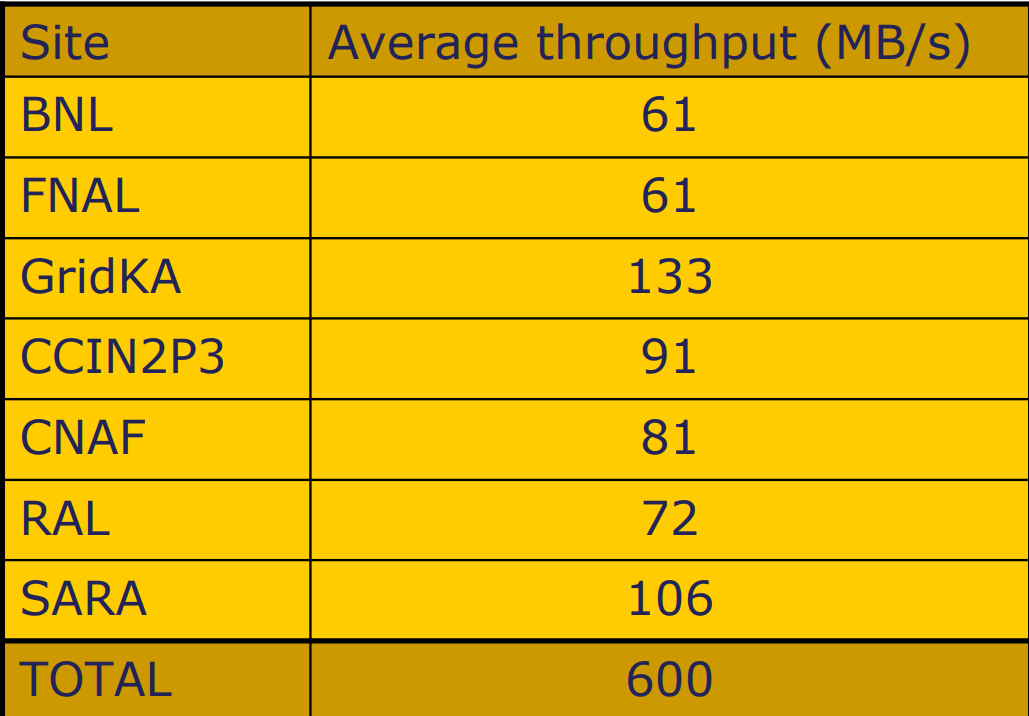 Site Average throughput (MB/s)
BNL 61
FNAL 61
GridKA 133
CCIN2P3 91
CNAF 81
RAL 72
SARA 106
TOTAL 600